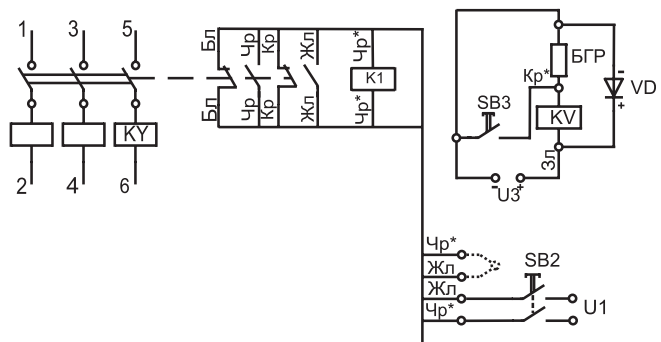 1 3 5
Бл Чр Кр Жл Чр*
K1
Бл Чр Кр Жл Чр*
KY
2 4 6
БГР
Кр*
VD
- +
SB3
KV
Зл
- U3 +
Чр*
Жл
SB2
Жл
U1
Чр*